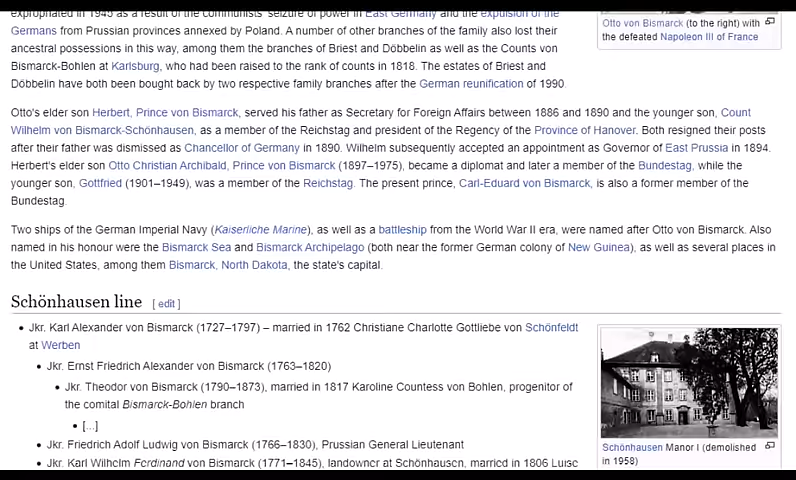 expropriated in 1945 as a result of the communists' seizure of power in East Germany and the expulsion of the
Germans from Prussian provinces annexed by Poland. A number of other branches of the family also lost their
ancestral possessions in this way, among them the branches of Briest and Döbbelin as well as the Counts von
Bismarck-Bohlen at Karlsburg, who had been raised to the rank of counts in 1818. The estates of Briest and
Döbbelin have both been bought back by two respective family branches after the German reunification of 1990.
Otto von Bismarck (to the right) with
the defeated Napoleon III of France
Otto's elder son Herbert, Prince von Bismarck, served his father as Secretary for Foreign Affairs between 1886 and 1890 and the younger son, Count
Wilhelm von Bismarck-Schönhausen, as a member of the Reichstag and president of the Regency of the Province of Hanover. Both resigned their posts
after their father was dismissed as Chancellor of Germany in 1890. Wilhelm subsequently accepted an appointment as Governor of East Prussia in 1894.
Herbert's elder son Otto Christian Archibald, Prince von Bismarck (1897–1975), became a diplomat and later a member of the Bundestag, while the
younger son, Gottfried (1901–1949), was a member of the Reichstag. The present prince, Carl-Eduard von Bismarck, is also a former member of the
Bundestag.
Two ships of the German Imperial Navy (Kaiserliche Marine), as well as a battleship from the World War II era, were named after Otto von Bismarck. Also
named in his honour were the Bismarck Sea and Bismarck Archipelago (both near the former German colony of New Guinea), as well as several places in
the United States, among them Bismarck, North Dakota, the state's capital.
Schönhausen line [ edit ]
• Jkr. Karl Alexander von Bismarck (1727–1797) – married in 1762 Christiane Charlotte Gottliebe von Schönfeldt
at Werben
• Jkr. Ernst Friedrich Alexander von Bismarck (1763–1820)
• Jkr. Theodor von Bismarck (1790–1873), married in 1817 Karoline Countess von Bohlen, progenitor of
the comital Bismarck-Bohlen branch
• [...]
• Jkr. Friedrich Adolf Ludwig von Bismarck (1766–1830), Prussian General Lieutenant
• Jkr. Karl Wilhelm Ferdinand von Bismarck (1771–1845), landowner at Schönhausen, married in 1806 Luise
Schönhausen Manor I (demolished
in 1958)